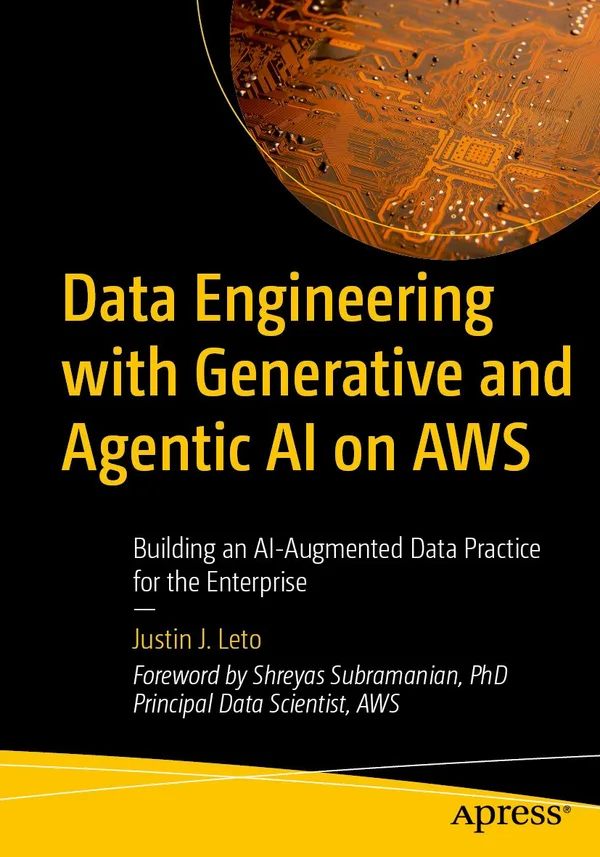 Data Engineering
with Generative and
Agentic AI on AWS
Building an AI-Augmented Data Practice
for the Enterprise
—
Justin J. Leto
Foreword by Shreyas Subramanian, PhD
Principal Data Scientist, AWS
Apress®